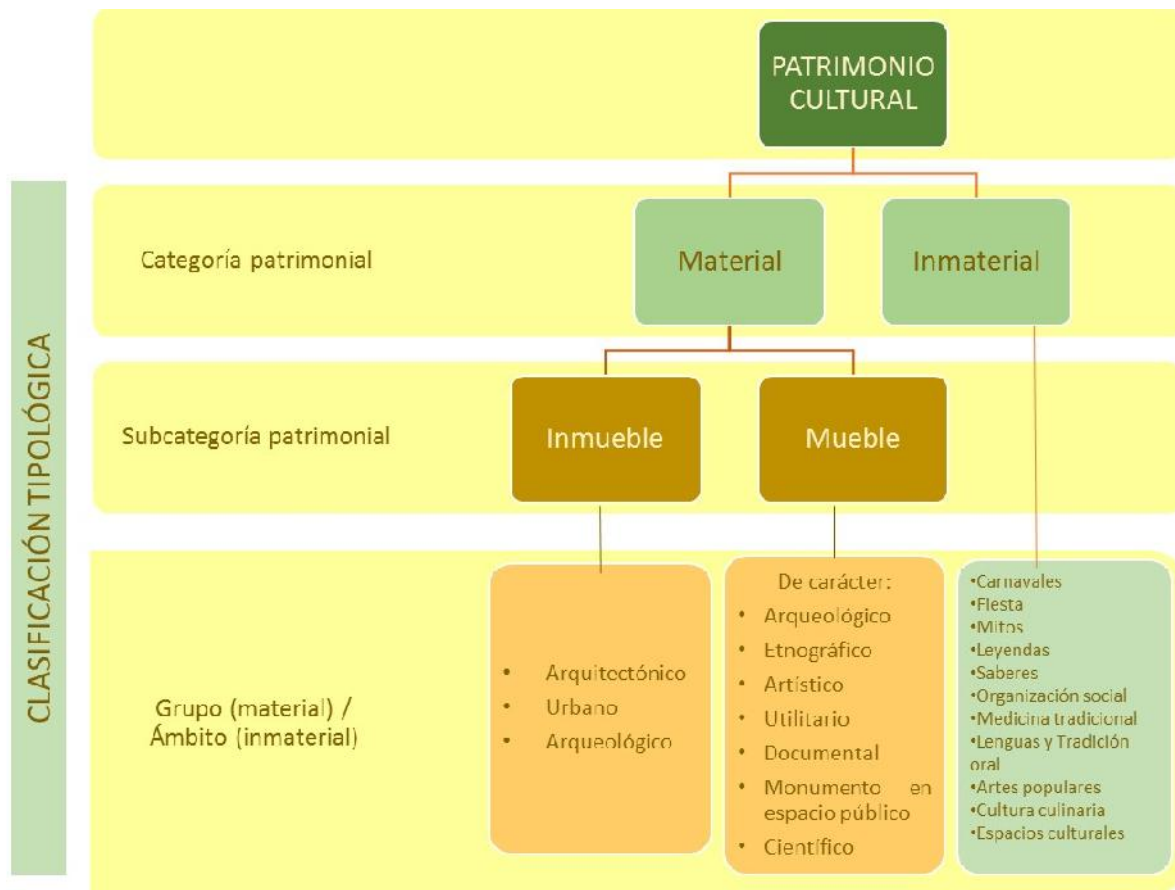 PATRIMONIO
CULTURAL
CLASIFICACIÓN TIPOLÓGICA
Categoría patrimonial
Material
Inmaterial
Subcategoría patrimonial
Inmueble
Mueble
Grupo (material) /
Ámbito (inmaterial)
• Arquitectónico
• Urbano
• Arqueológico
De carácter:
• Arqueológico
• Etnográfico
• Artístico
• Utilitario
• Documental
• Monumento en
espacio público
• Científico
•Carnavales
•Fiesta
•Mitos
•Leyendas
•Saberes
•Organización social
•Medicina tradicional
•Lenguas y Tradición
oral
•Artes populares
•Cultura culinaria
•Espacios culturales